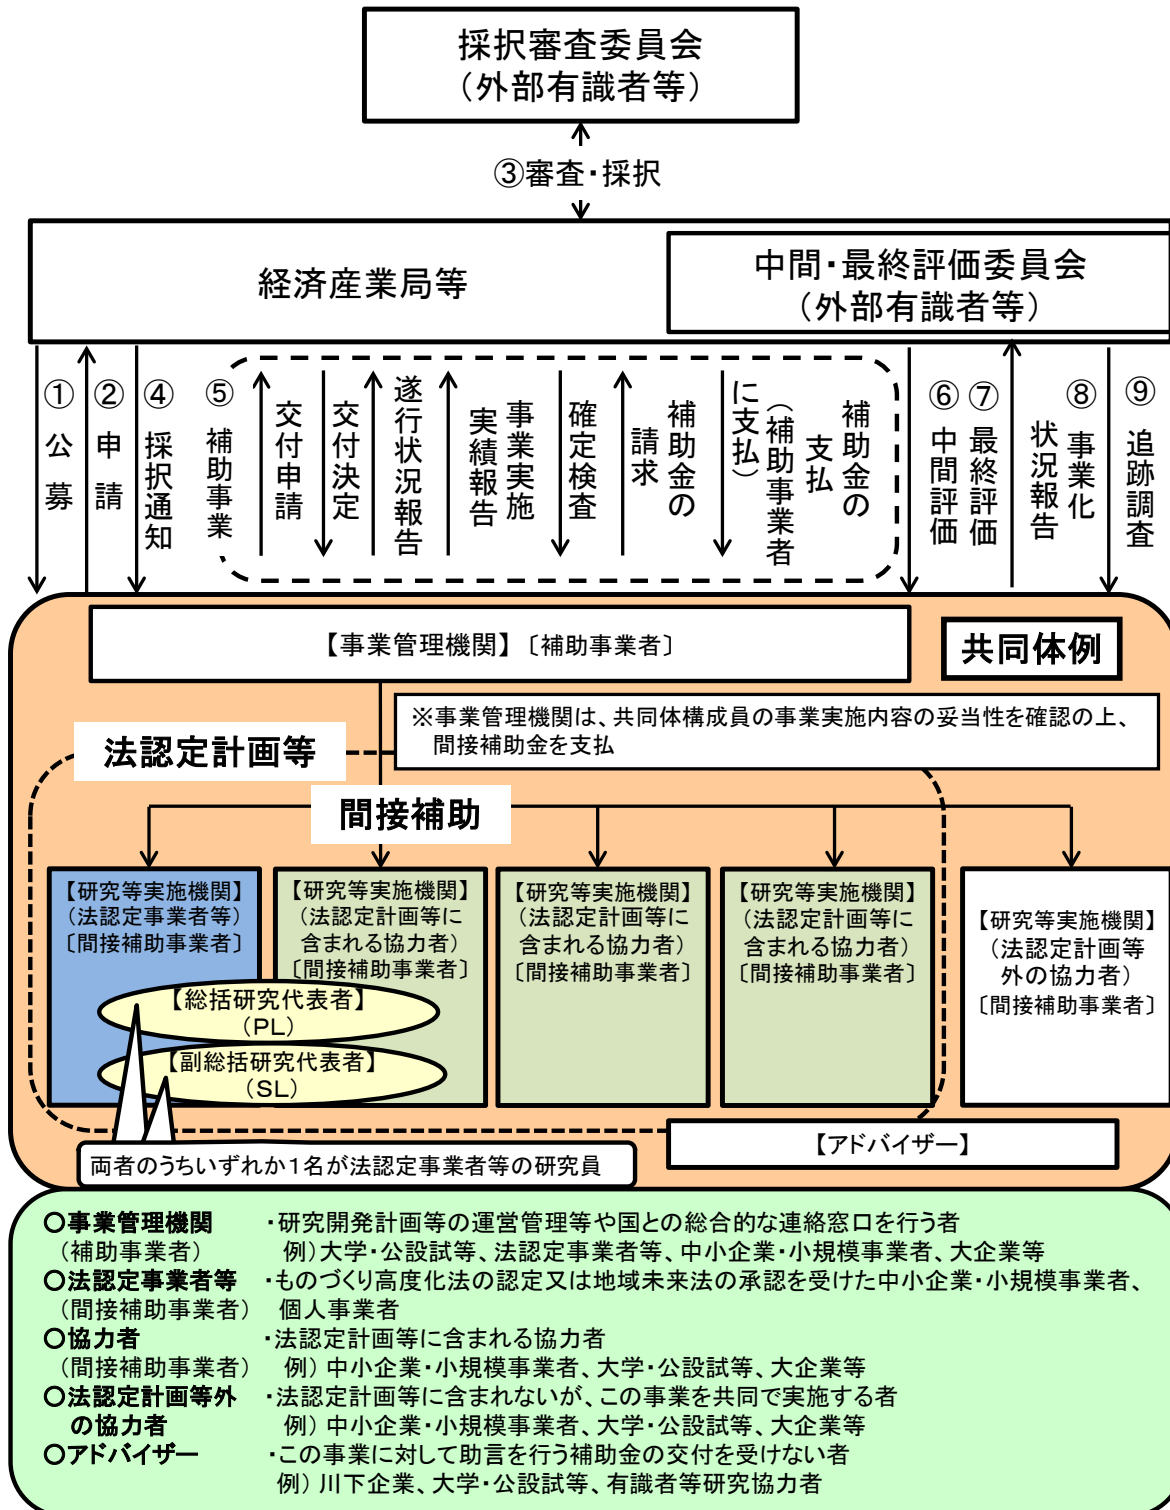 採択審査委員会
（外部有識者等）
③審査・採択
経済産業局等
中間・最終評価委員会
（外部有識者等）
①公募
②申請
④採択通知
⑤補助事業
交付申請
交付決定
遂行状況報告
事業実施
実績報告
確定検査
補助金の
請求
補助金の
支払
（補助事業者
に支払）
⑥中間評価
⑦最終評価
⑧事業化
状況報告
⑨追跡調査
【事業管理機関】〔補助事業者〕
共同体例
※事業管理機関は、共同体構成員の事業実施内容の妥当性を確認の上、
間接補助金を支払
法認定計画等
間接補助
【研究等実施機関】
（法認定事業者等）
〔間接補助事業者〕
【研究等実施機関】
（法認定計画等に
含まれる協力者）
〔間接補助事業者〕
【研究等実施機関】
（法認定計画等に
含まれる協力者）
〔間接補助事業者〕
【研究等実施機関】
（法認定計画等に
含まれる協力者）
〔間接補助事業者〕
【研究等実施機関】
（法認定計画等
外の協力者）
〔間接補助事業者〕
【総括研究代表者】
（PL）
【副総括研究代表者】
（SL）
【アドバイザー】
両者のうちいずれか１名が法認定事業者等の研究員
○事業管理機関　・研究開発計画等の運営管理等や国との総合的な連絡窓口を行う者
（補助事業者）　例）大学・公設試等、法認定事業者等、中小企業・小規模事業者、大企業等
○法認定事業者等　・ものづくり高度化法の認定又は地域未来法の承認を受けた中小企業・小規模事業者、
（間接補助事業者）　個人事業者
○協力者　・法認定計画等に含まれる協力者
（間接補助事業者）　例）中小企業・小規模事業者、大学・公設試等、大企業等
○法認定計画等外　・法認定計画等に含まれないが、この事業を共同で実施する者
の協力者　例）中小企業・小規模事業者、大学・公設試等、大企業等
○アドバイザー　・この事業に対して助言を行う補助金の交付を受けない者
例）川下企業、大学・公設試等、有識者等研究協力者